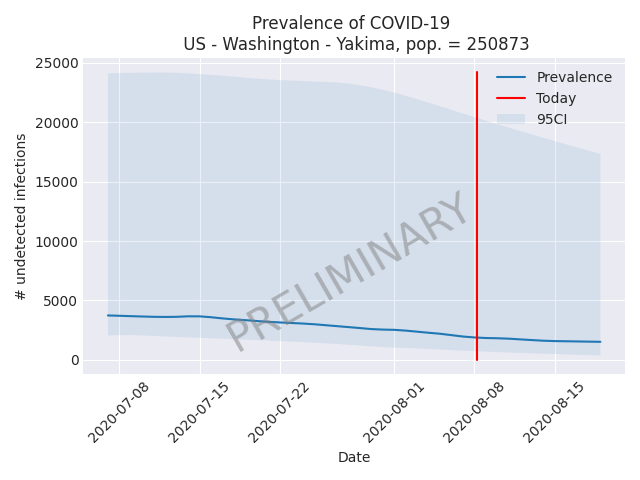 Prevalence of COVID-19
US - Washington - Yakima, pop. = 250873
25000
20000
15000
10000
5000
0
# undetected infections
Prevalence
Today
95CI
PRELIMINARY
2020-07-08
2020-07-15
2020-07-22
2020-08-01
2020-08-08
2020-08-15
Date